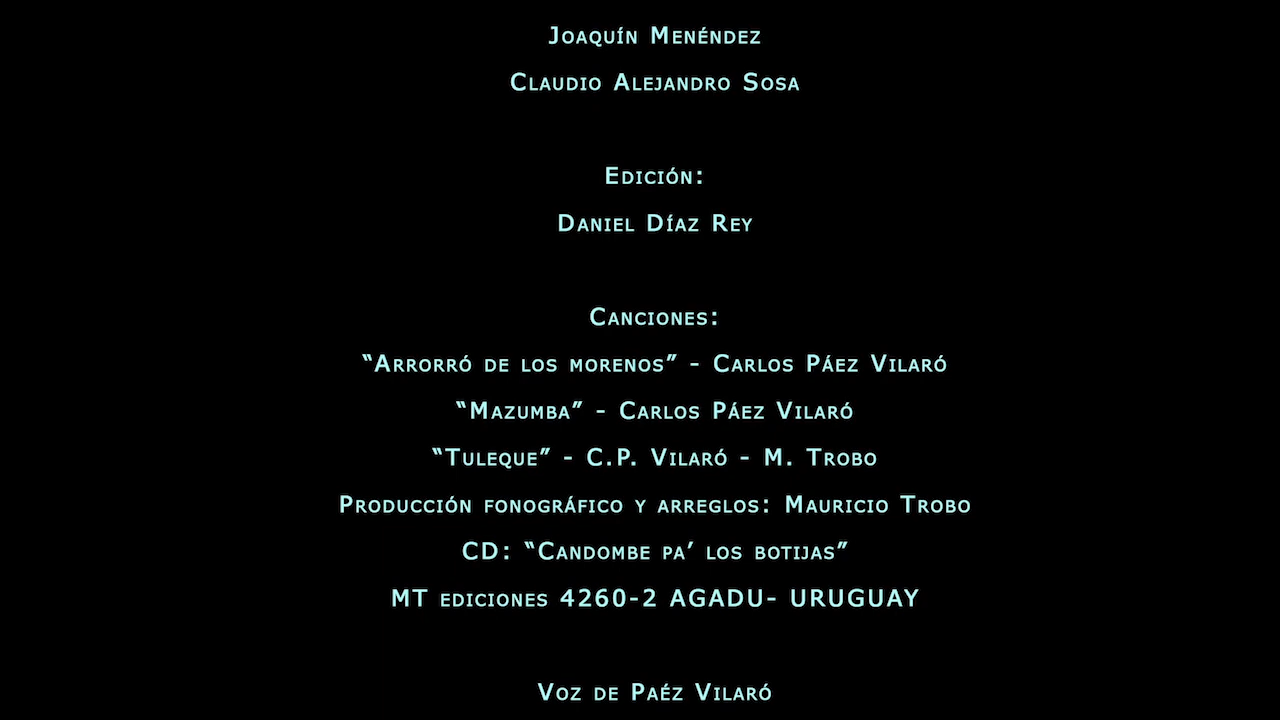 Joaquín Menéndez
Claudio Alejandro Sosa
Edición:
Daniel Díaz Rey
Canciones:
“Arrorró de los morenos” - Carlos Páez Vilaró
“Mazumba” - Carlos Páez Vilaró
“Tuleque” - C.P. Vilaró - M. Trobo
Producción fonográfico y arreglos: Mauricio Trobo
CD: “Candombe pa’ los botijas”
MT ediciones 4260-2 AGADU- URUGUAY
Voz de Paéz Vilaró